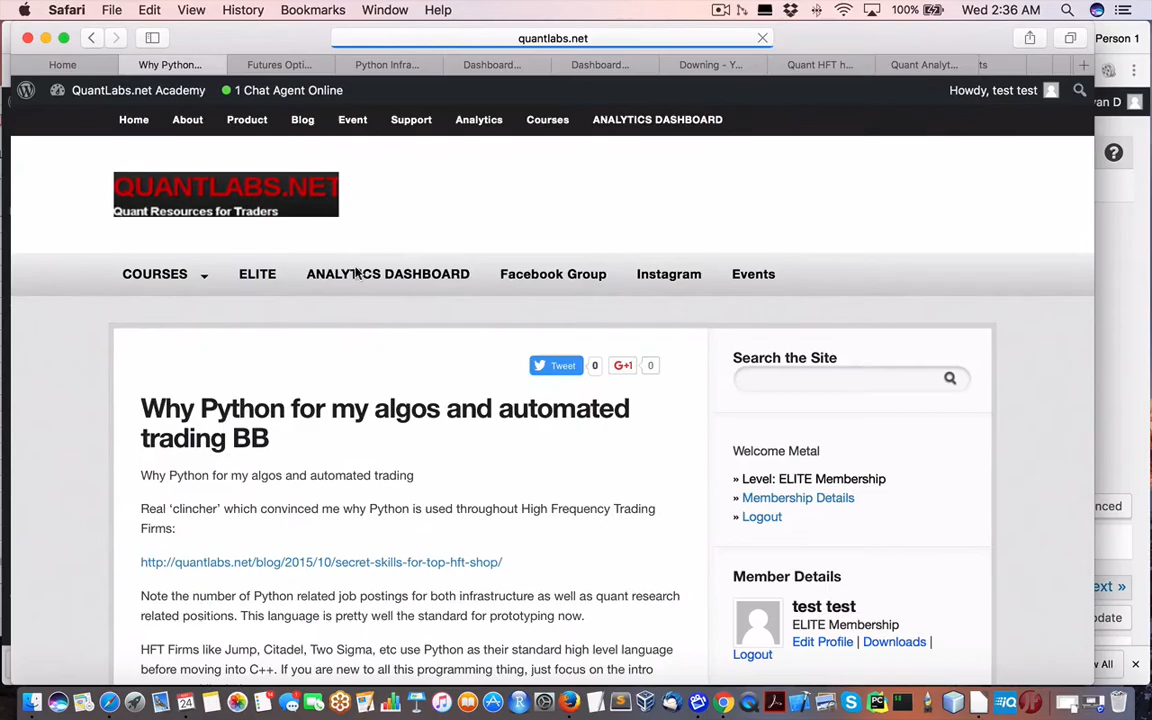 Safari File Edit View History Bookmarks Window Help 100% Wed 2:36 AM
quantlabs.net Person 1
Home Why Python... Futures Opti... Python Infra... Dashboard... Dashboard... Downing - Y... Quant HFT h... Quant Analyt... ts
QuantLabs.net Academy 1 Chat Agent Online Howdy, test test van D
Home About Product Blog Event Support Analytics Courses ANALYTICS DASHBOARD
QUANTLABS.NET
Quant Resources for Traders
COURSES ELITE ANALYTICS DASHBOARD Facebook Group Instagram Events
Tweet 0 G+1 0
Why Python for my algos and automated
trading BB
Why Python for my algos and automated trading
Real ‘clincher’ which convinced me why Python is used throughout High Frequency Trading
Firms:
http://quantlabs.net/blog/2015/10/secret-skills-for-top-hft-shop/
Note the number of Python related job postings for both infrastructure as well as quant research
related positions. This language is pretty well the standard for prototyping now.
HFT Firms like Jump, Citadel, Two Sigma, etc use Python as their standard high level language
before moving into C++. If you are new to all this programming thing, just focus on the intro
Search the Site
Welcome Metal
» Level: ELITE Membership
» Membership Details
» Logout
Member Details
test test
ELITE Membership
Edit Profile | Downloads |
Logout
nced
ext »
pdate
w All